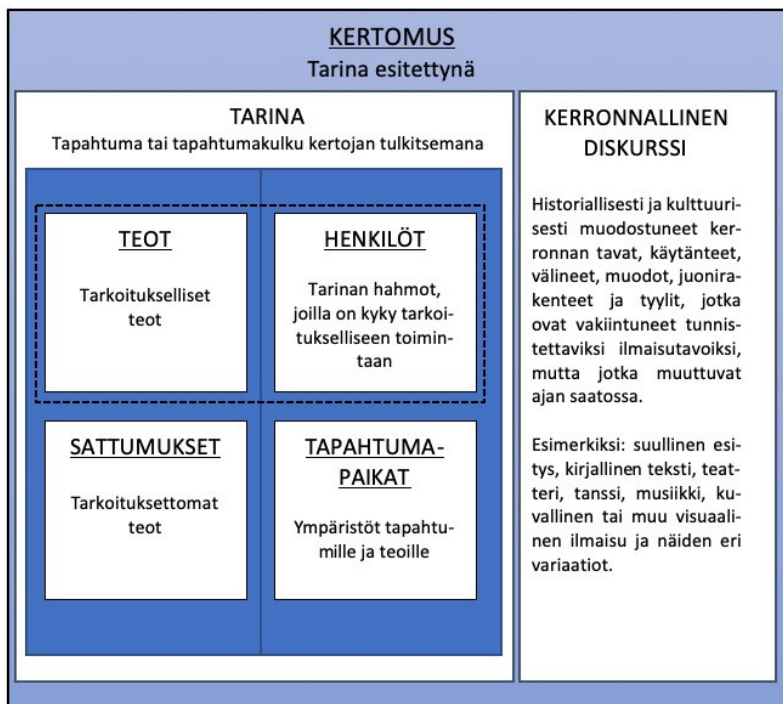 KERTOMUS
Tarina esitettynä
TARINA
Tapahtuma tai tapahtumakulku kertojan tulkitsemana
TEOT
Tarkoitukselliset
teot
HENKILÖT
Tarinan hahmot,
joilla on kyky tarkoi-
tukselliseen toimin-
taan
SATTUMUKSET
Tarkoituksettomat
teot
TAPAHTUMA-
PAIKAT
Ympäristöt tapahtu-
mille ja teoille
KERRONNALLINEN
DISKURSSI
Historiallisesti ja kulttuuri-
sesti muodostuneet ker-
ronnan tavat, käytänteet,
välineet, muodot, juonira-
kenteet ja tyylit, jotka
ovat vakiintuneet tunnis-
tettaviksi ilmaisutavoiksi,
mutta jotka muuttuvat
ajan saatossa.
Esimerkiksi: suullinen esi-
tys, kirjallinen teksti, teat-
teri, tanssi, musiikki, ku-
vallinen tai muu visuaali-
nen ilmaisu ja näiden eri
variaatiot.